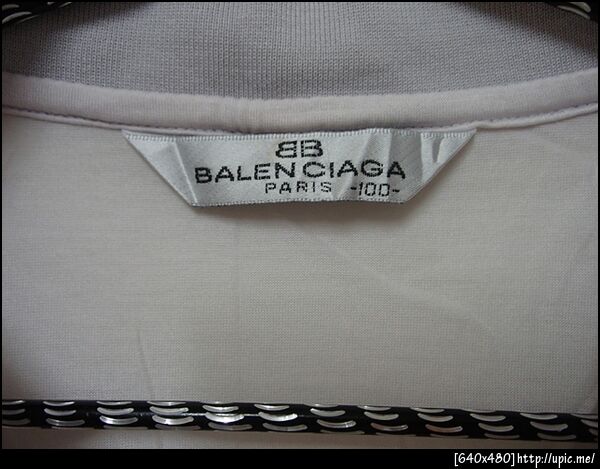 BB
BALENCIAGA
PARIS -100-
[640x480]http://upic.me/